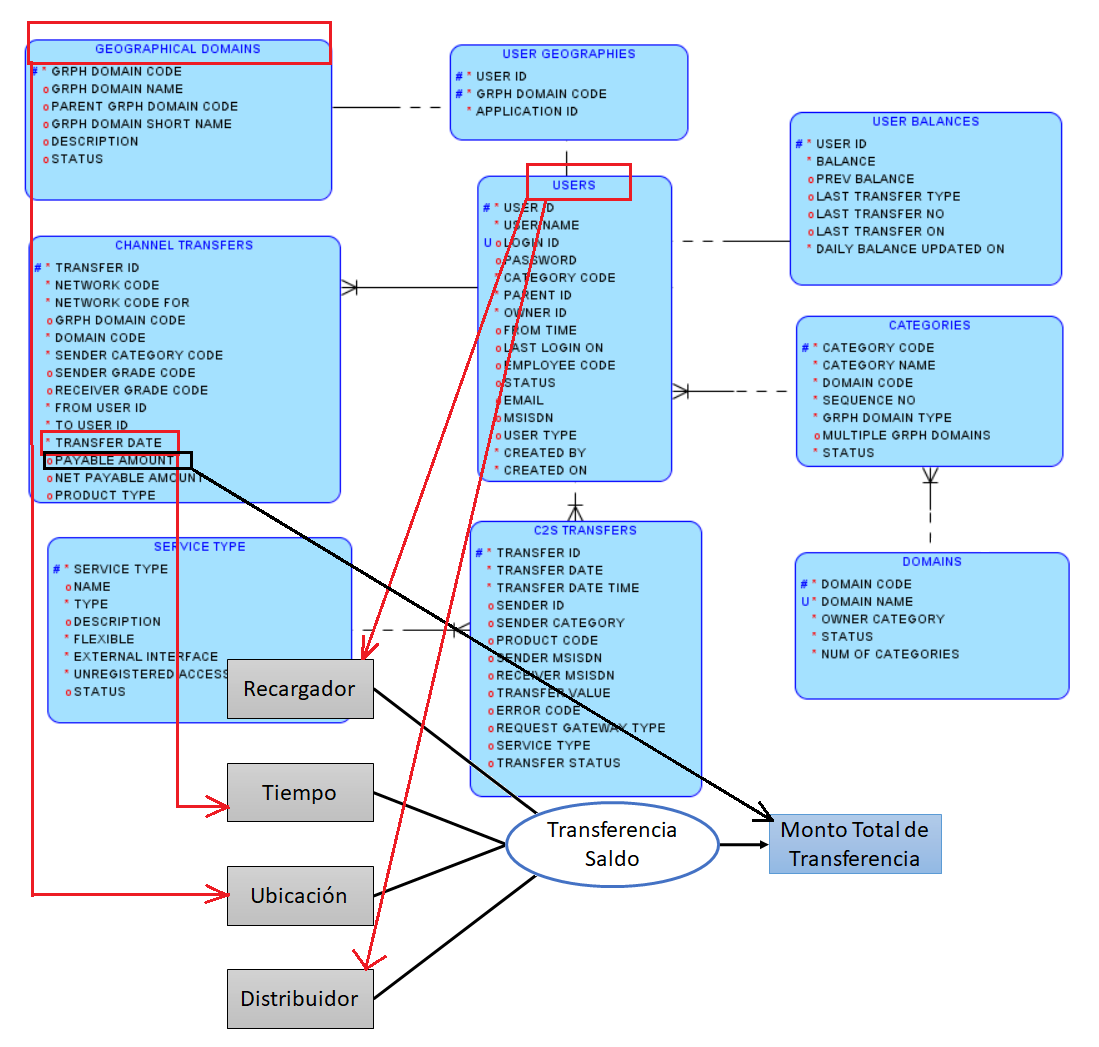 GEOGRAPHICAL DOMAINS
# * GRPH DOMAIN CODE
o GRPH DOMAIN NAME
o PARENT GRPH DOMAIN CODE
o GRPH DOMAIN SHORT NAME
o DESCRIPTION
o STATUS
USER GEOGRAPHIES
# * USER ID
# * GRPH DOMAIN CODE
* APPLICATION ID
USER BALANCES
# * USER ID
* BALANCE
o PREV BALANCE
o LAST TRANSFER TYPE
o LAST TRANSFER NO
o LAST TRANSFER ON
* DAILY BALANCE UPDATED ON
USERS
# * USER ID
* USER NAME
U o LOGIN ID
o PASSWORD
* CATEGORY CODE
* PARENT ID
* OWNER ID
o FROM TIME
o LAST LOGIN ON
o EMPLOYEE CODE
o STATUS
o EMAIL
o MSISDN
o USER TYPE
* CREATED BY
* CREATED ON
CHANNEL TRANSFERS
# * TRANSFER ID
* NETWORK CODE
* NETWORK CODE FOR
o GRPH DOMAIN CODE
* DOMAIN CODE
* SENDER CATEGORY CODE
o SENDER GRADE CODE
o RECEIVER GRADE CODE
* FROM USER ID
* TO USER ID
* TRANSFER DATE
o PAYABLE AMOUNT
o NET PAYABLE AMOUNT
o PRODUCT TYPE
CATEGORIES
# * CATEGORY CODE
* CATEGORY NAME
* DOMAIN CODE
* SEQUENCE NO
* GRPH DOMAIN TYPE
o MULTIPLE GRPH DOMAINS
* STATUS
SERVICE TYPE
# * SERVICE TYPE
o NAME
* TYPE
o DESCRIPTION
* FLEXIBLE
* EXTERNAL INTERFACE
* UNREGISTERED ACCESS
o STATUS
C2S TRANSFERS
# * TRANSFER ID
* TRANSFER DATE
* TRANSFER DATE TIME
o SENDER ID
o SENDER CATEGORY
o PRODUCT CODE
o SENDER MSISDN
o RECEIVER MSISDN
o TRANSFER VALUE
o ERROR CODE
o REQUEST GATEWAY TYPE
o SERVICE TYPE
o TRANSFER STATUS
DOMAINS
# * DOMAIN CODE
U * DOMAIN NAME
* OWNER CATEGORY
* STATUS
* NUM OF CATEGORIES
Recargador
Tiempo
Ubicación
Distribuidor
Transferencia
Saldo
Monto Total de
Transferencia